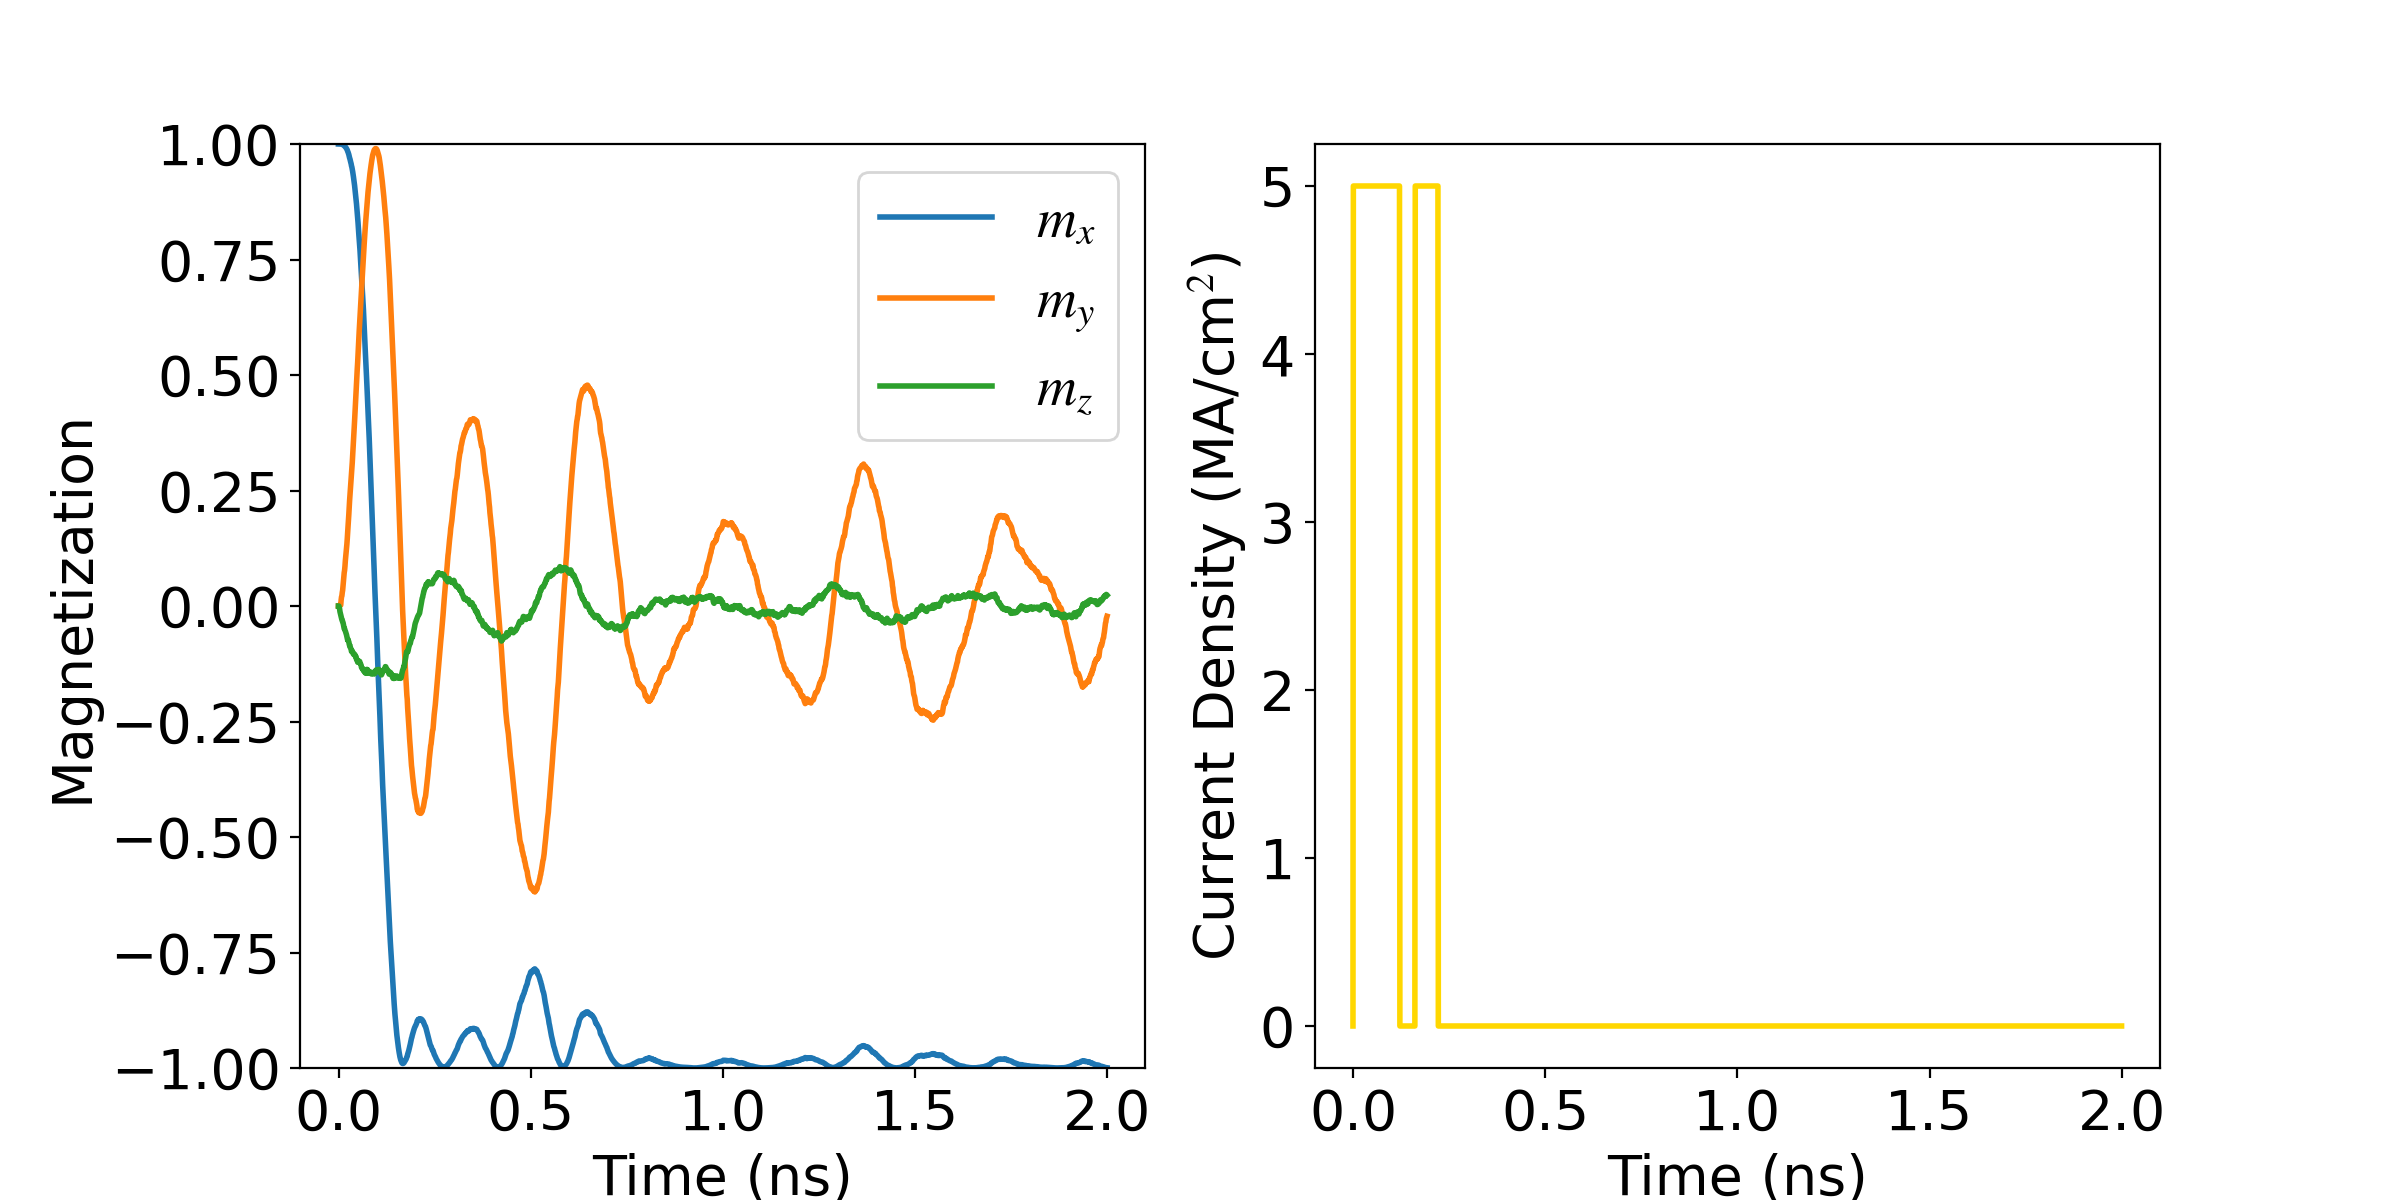 1.00
0.75
0.50
0.25
0.00
−0.25
−0.50
−0.75
−1.00
Magnetization
0.0 0.5 1.0 1.5 2.0
Time (ns)
m_x
m_y
m_z
5
4
3
2
1
0
Current Density (MA/cm²)
0.0 0.5 1.0 1.5 2.0
Time (ns)